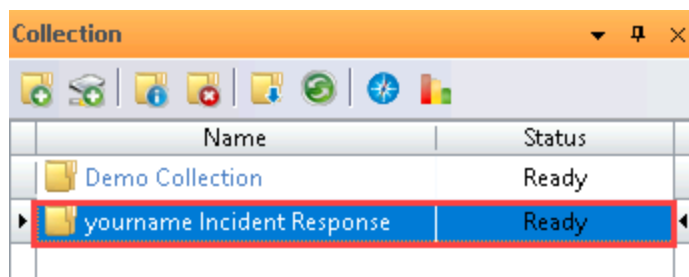 Collection
Name Status
Demo Collection Ready
yourname Incident Response Ready